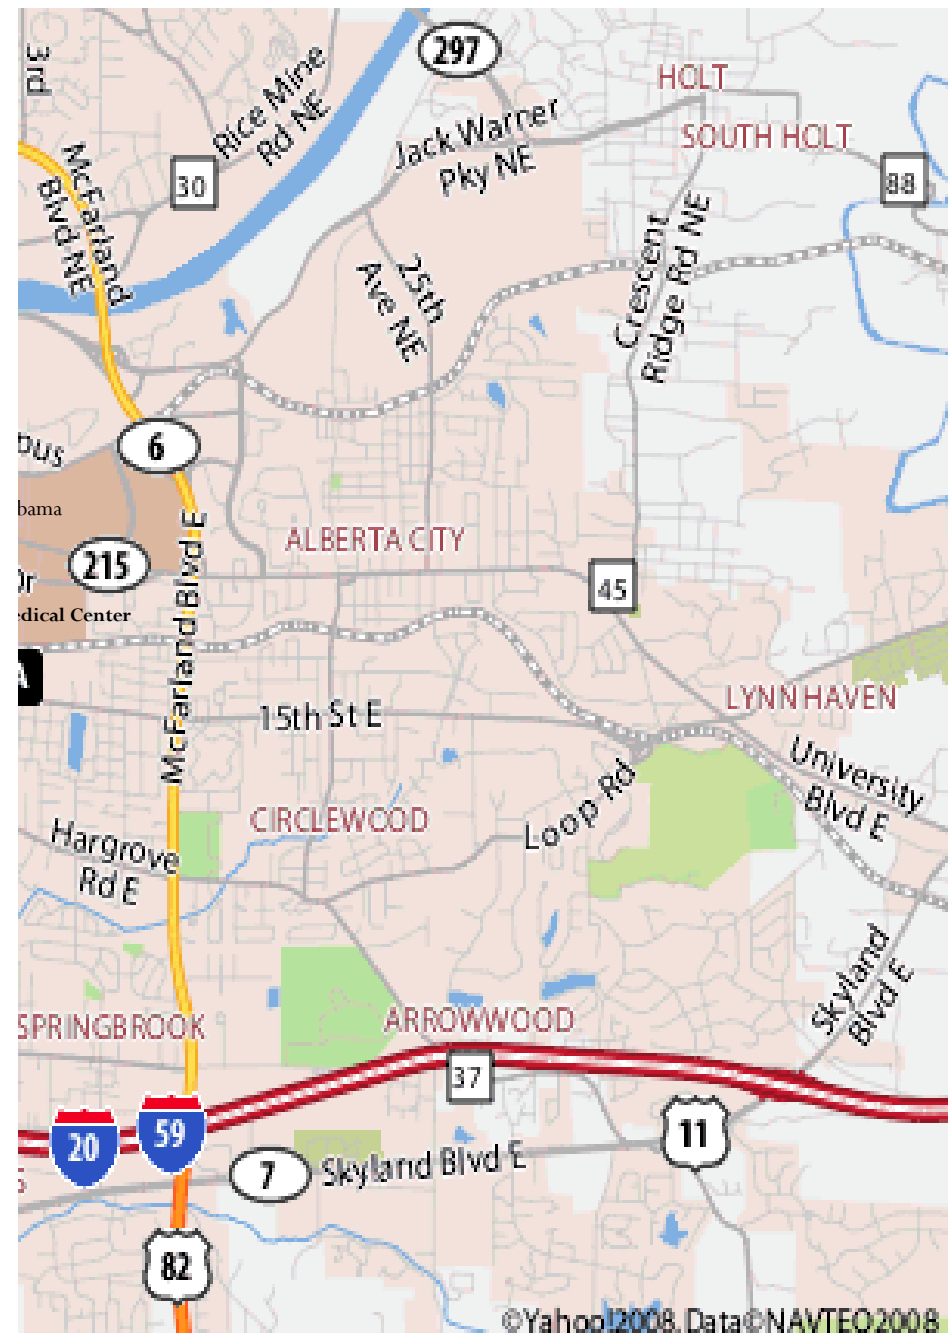 297
3rd
Rice Mine
Rd NE
HOLT
Jack Warner
Pky NE
SOUTH HOLT
30
88
McFarland
Blvd NE
25th
Ave NE
Crescent
Ridge Rd NE
6
pus
bama
ALBERTA CITY
215
Dr
45
edical Center
McFarland Blvd E
A
LYNN HAVEN
15th St E
University
Blvd E
Loop Rd
CIRCLEWOOD
Hargrove
Rd E
Skyland
Blvd E
SPRINGBROOK
ARROWWOOD
37
20
59
11
7
Skyland Blvd E
82
©Yahoo!2008, Data©NAVTEQ2008